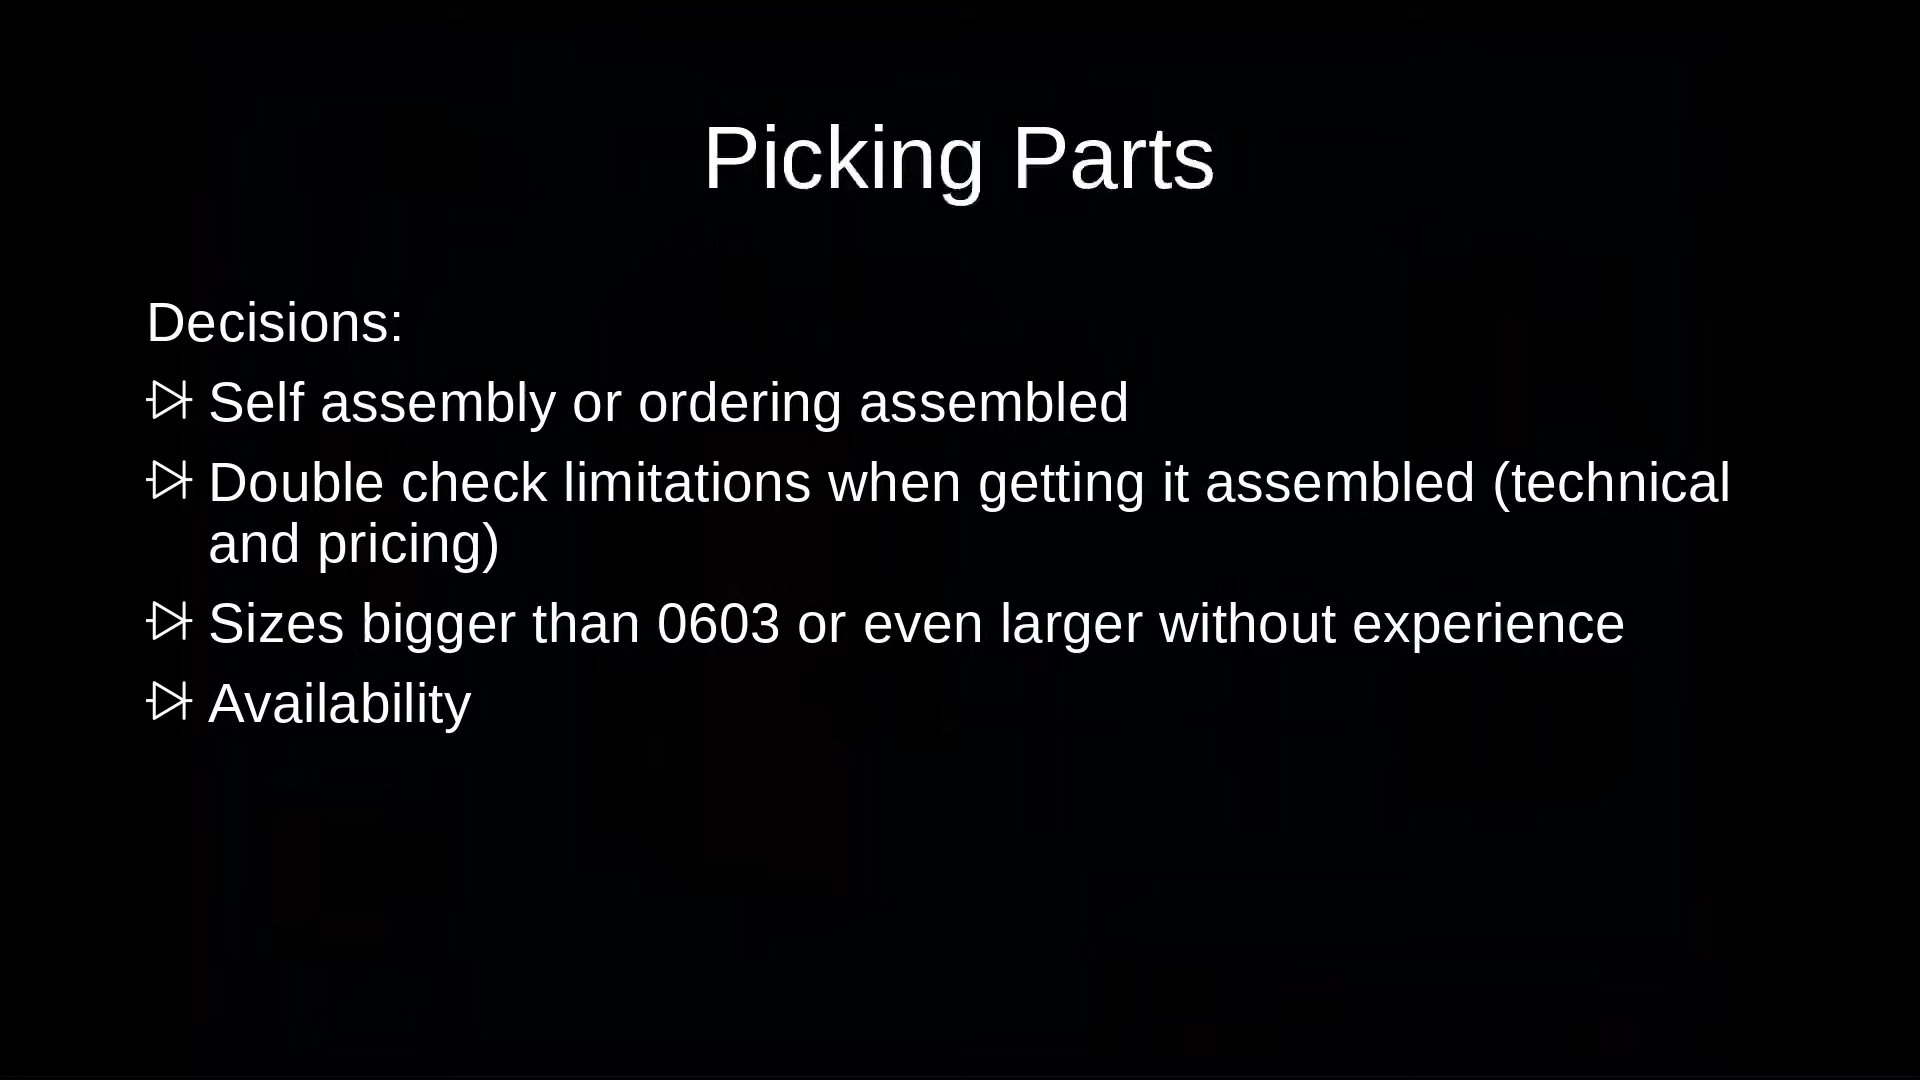 Picking Parts
Decisions:
Self assembly or ordering assembled
Double check limitations when getting it assembled (technical
and pricing)
Sizes bigger than 0603 or even larger without experience
Availability